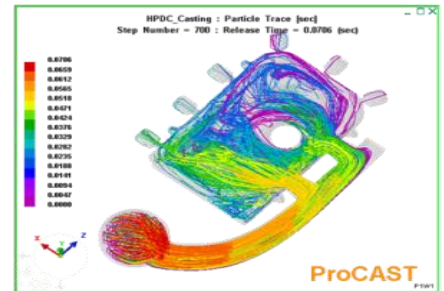 HPDC_Casting : Particle Trace (sec)
Step Number = 700 : Release Time = 0.0706 (sec)
0.0706
0.0659
0.0612
0.0565
0.0518
0.0471
0.0424
0.0376
0.0329
0.0282
0.0235
0.0188
0.0141
0.0094
0.0047
0.0000
X
Y
Z
ProCAST